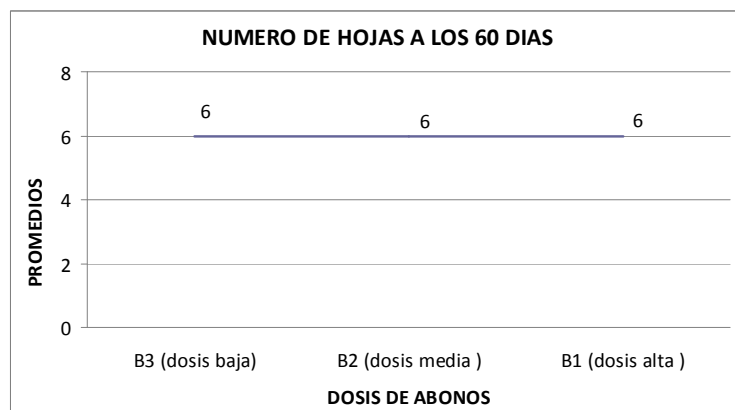 NUMERO DE HOJAS A LOS 60 DIAS
8
6
4
2
0
6
6
6
PROMEDIOS
B3 (dosis baja)
B2 (dosis media )
B1 (dosis alta )
DOSIS DE ABONOS